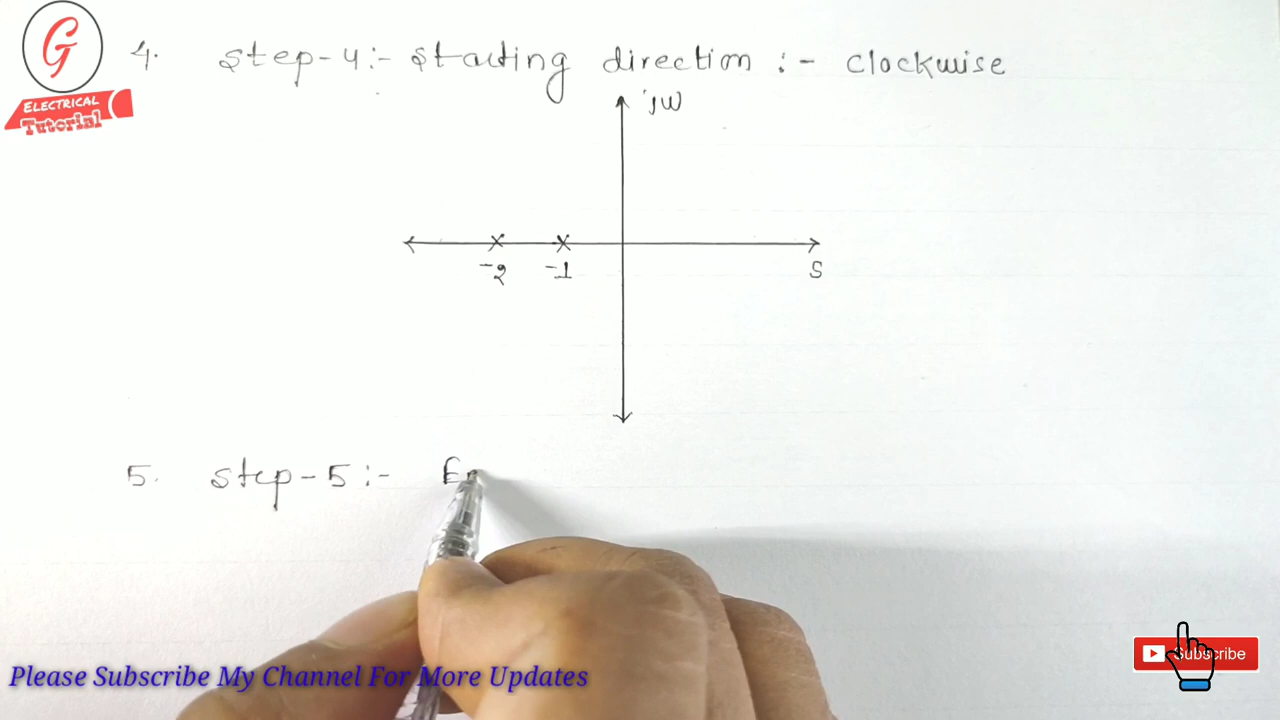 G
ELECTRICAL
Tutorial
4. Step-4:- Starting direction :- clockwise
jw
-2 -1 S
5. Step-5:- En
Please Subscribe My Channel For More Updates
Subscribe